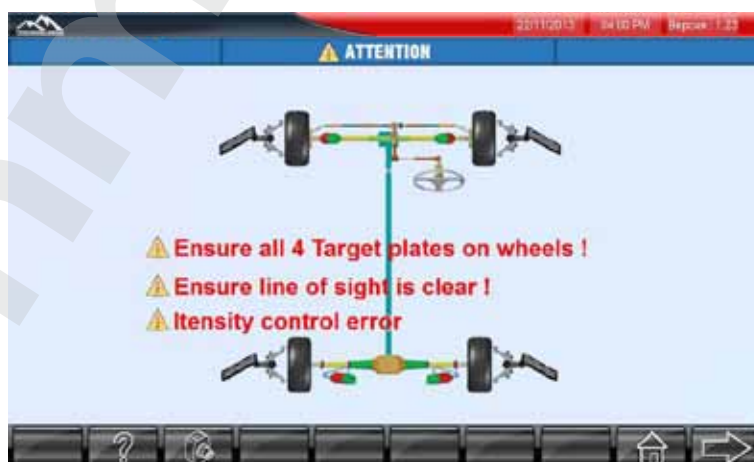 22/11/2013 04:00 PM Версия: 1.23
ATTENTION
Ensure all 4 Target plates on wheels !
Ensure line of sight is clear !
Itensity control error